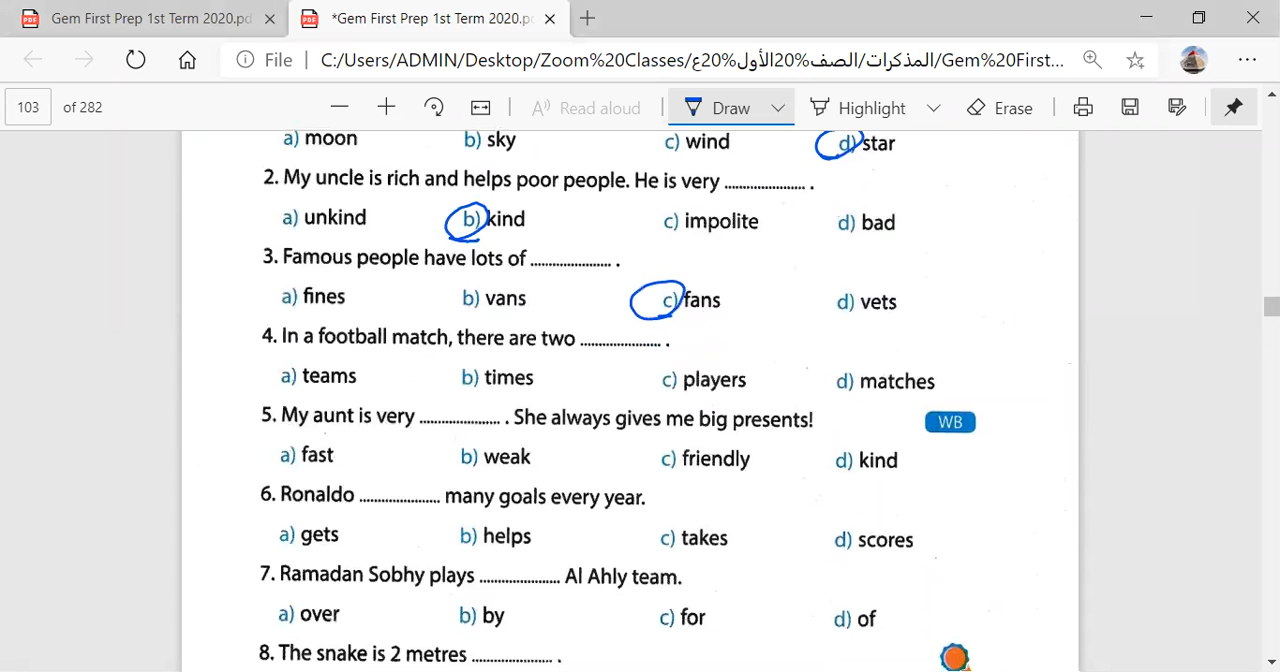 Gem First Prep 1st Term 2020.pd
*Gem First Prep 1st Term 2020.p
File C:/Users/ADMIN/Desktop/Zoom%20Classes/المذكرات/الصف%20الأول%20ع/Gem%20First...
103 of 282 Read aloud Draw Highlight Erase
a) moon b) sky c) wind d) star
2. My uncle is rich and helps poor people. He is very ..................... .
a) unkind b) kind c) impolite d) bad
3. Famous people have lots of ..................... .
a) fines b) vans c) fans d) vets
4. In a football match, there are two ..................... .
a) teams b) times c) players d) matches
5. My aunt is very ..................... . She always gives me big presents! WB
a) fast b) weak c) friendly d) kind
6. Ronaldo ..................... many goals every year.
a) gets b) helps c) takes d) scores
7. Ramadan Sobhy plays ..................... Al Ahly team.
a) over b) by c) for d) of
8. The snake is 2 metres ..................... .